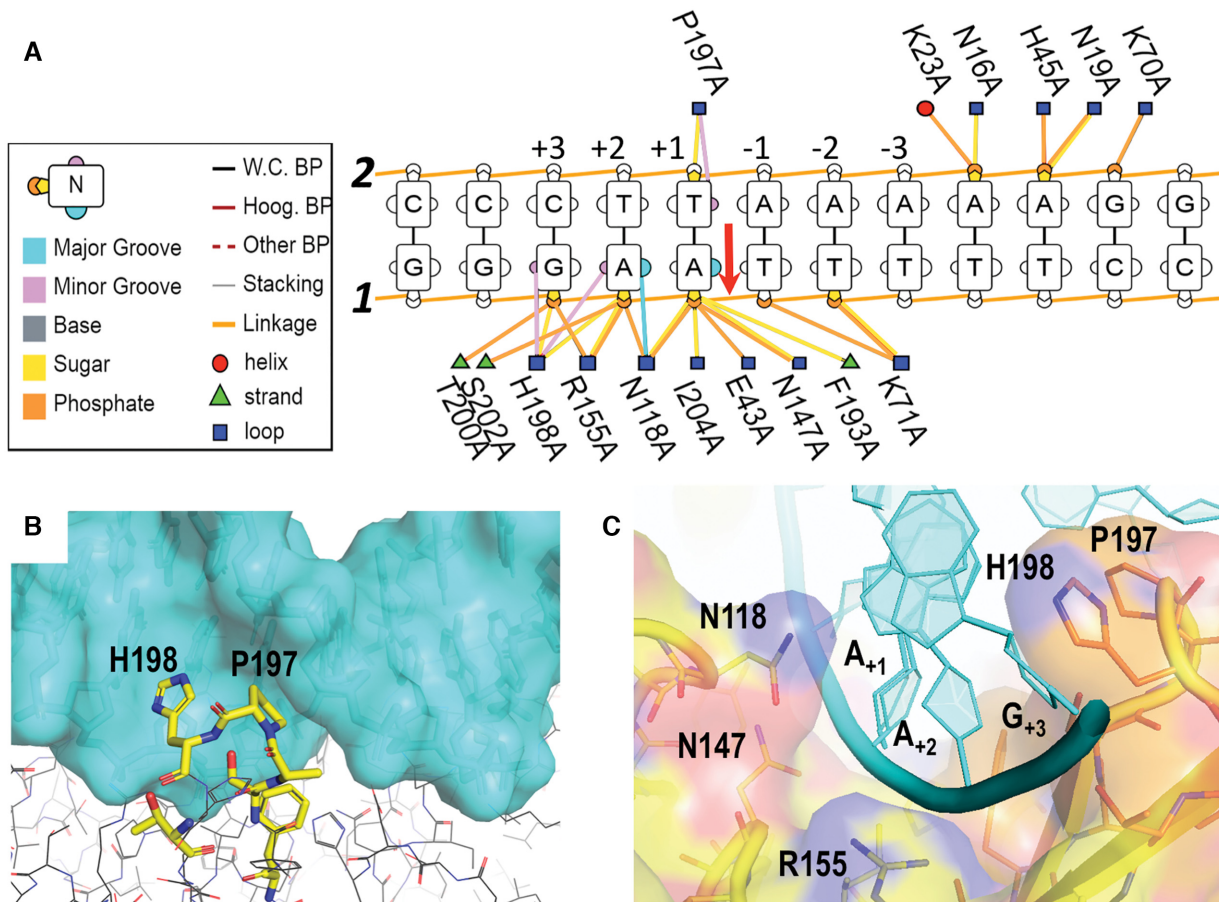 A
P197A
K23A
N16A
H45A
N19A
K70A
+3 +2 +1 -1 -2 -3
2
C C C T T A A A A A G G
G G G A A T T T T T C C
1
T200A
S202A
H198A
R155A
N118A
I204A
E43A
N147A
F193A
K71A
N
Major Groove
Minor Groove
Base
Sugar
Phosphate
W.C. BP
Hoog. BP
Other BP
Stacking
Linkage
helix
strand
loop
B
H198
P197
C
N118
H198
P197
A+1
A+2
G+3
N147
R155